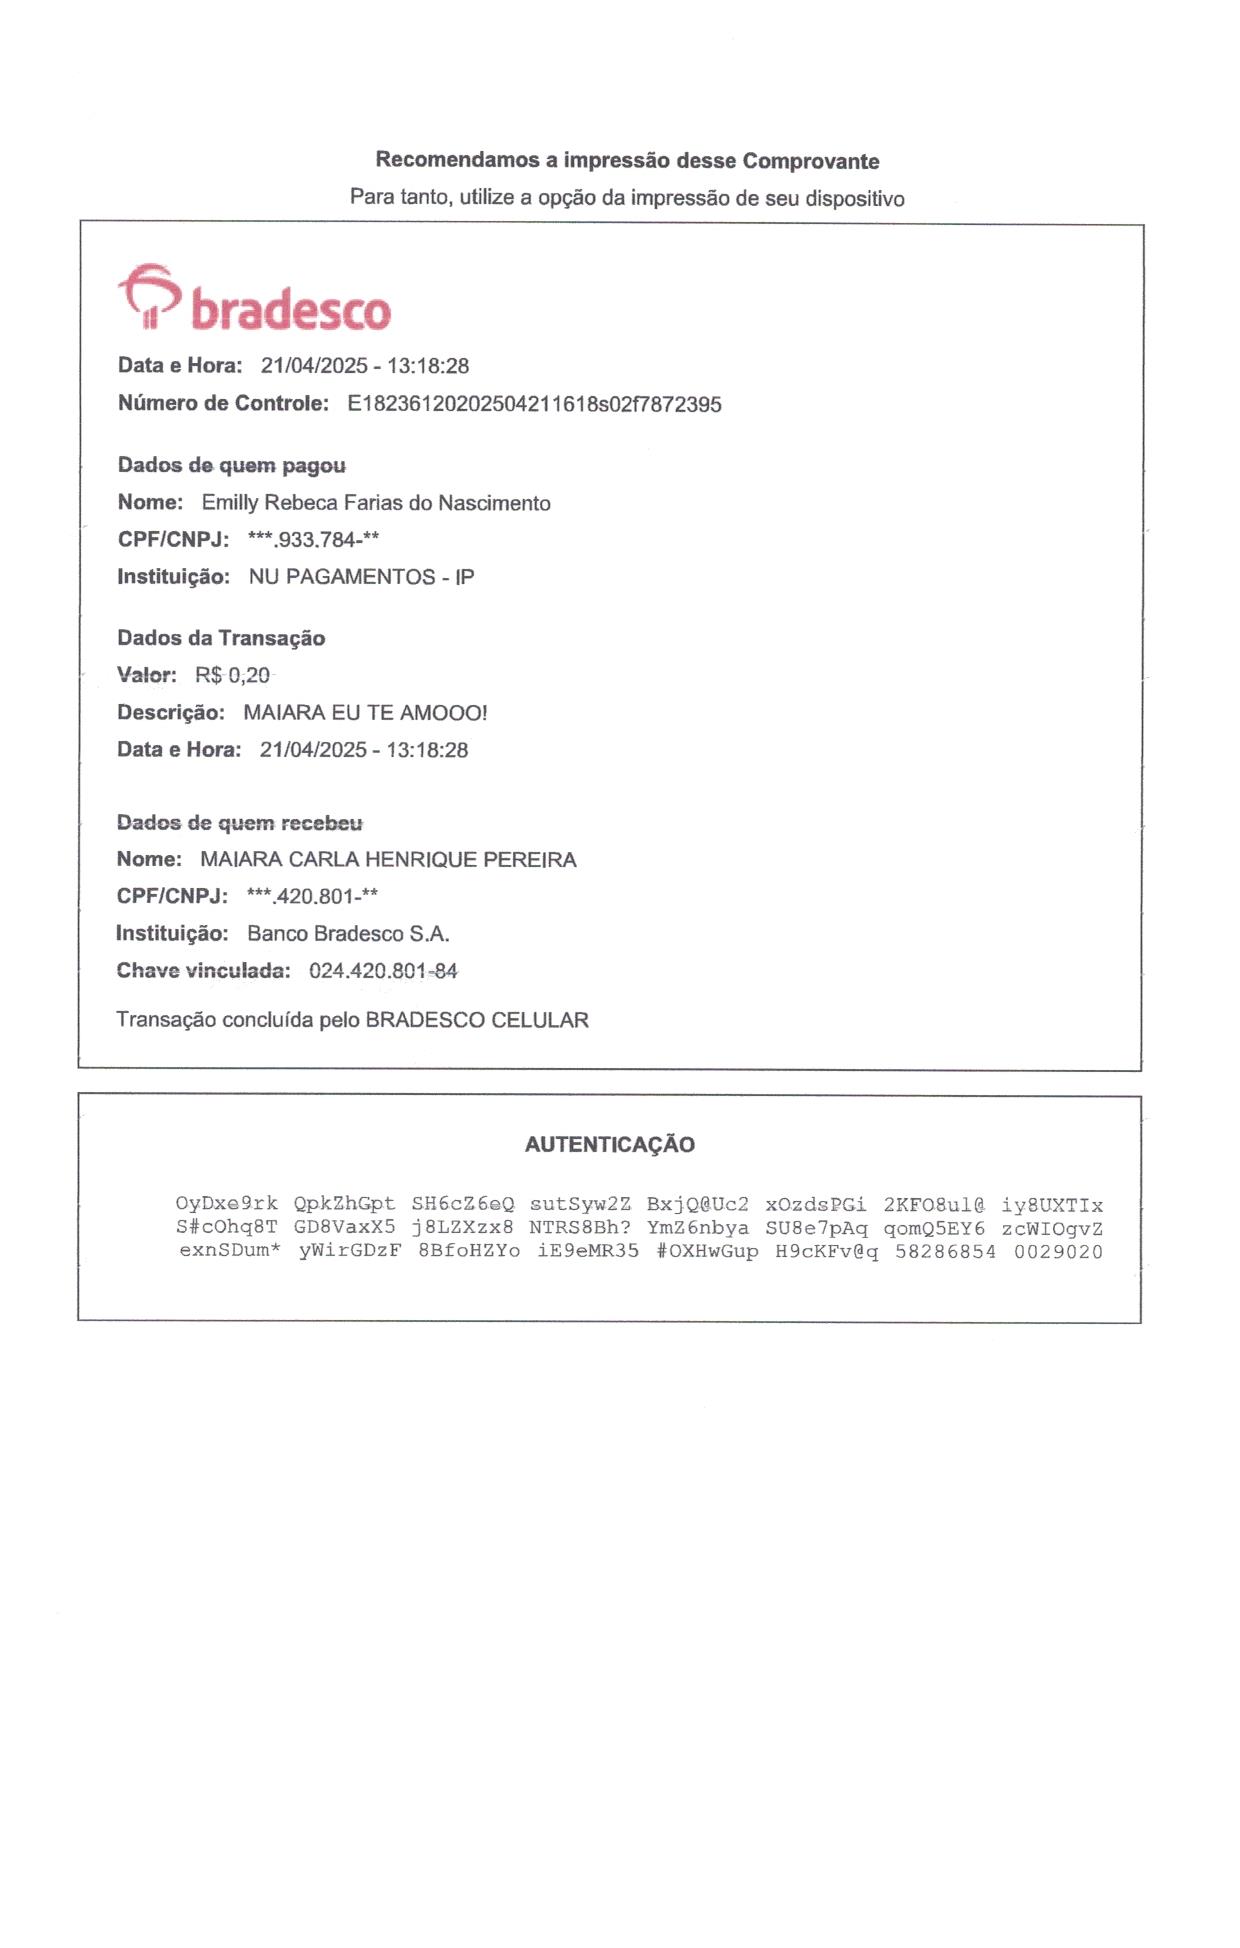 Recomendamos a impressão desse Comprovante
Para tanto, utilize a opção da impressão de seu dispositivo
bradesco
Data e Hora: 21/04/2025 - 13:18:28
Número de Controle: E18236120202504211618s02f7872395
Dados de quem pagou
Nome: Emilly Rebeca Farias do Nascimento
CPF/CNPJ: ***.933.784-**
Instituição: NU PAGAMENTOS - IP
Dados da Transação
Valor: R$ 0,20
Descrição: MAIARA EU TE AMOOO!
Data e Hora: 21/04/2025 - 13:18:28
Dados de quem recebeu
Nome: MAIARA CARLA HENRIQUE PEREIRA
CPF/CNPJ: ***.420.801-**
Instituição: Banco Bradesco S.A.
Chave vinculada: 024.420.801-84
Transação concluída pelo BRADESCO CELULAR
AUTENTICAÇÃO
OyDxe9rk QpkZhGpt SH6cZ6eQ sutSyw2Z BxjQ@Uc2 xOzdsPGi 2KFO8ul@ iy8UXTIx
S#cOhq8T GD8VaxX5 j8LZXzx8 NTRS8Bh? YmZ6nbya SU8e7pAq qomQ5EY6 zcWIOgvZ
exnSDum* yWirGDzF 8BfoHZYo iE9eMR35 #OXHwGup H9cKFv@q 58286854 0029020